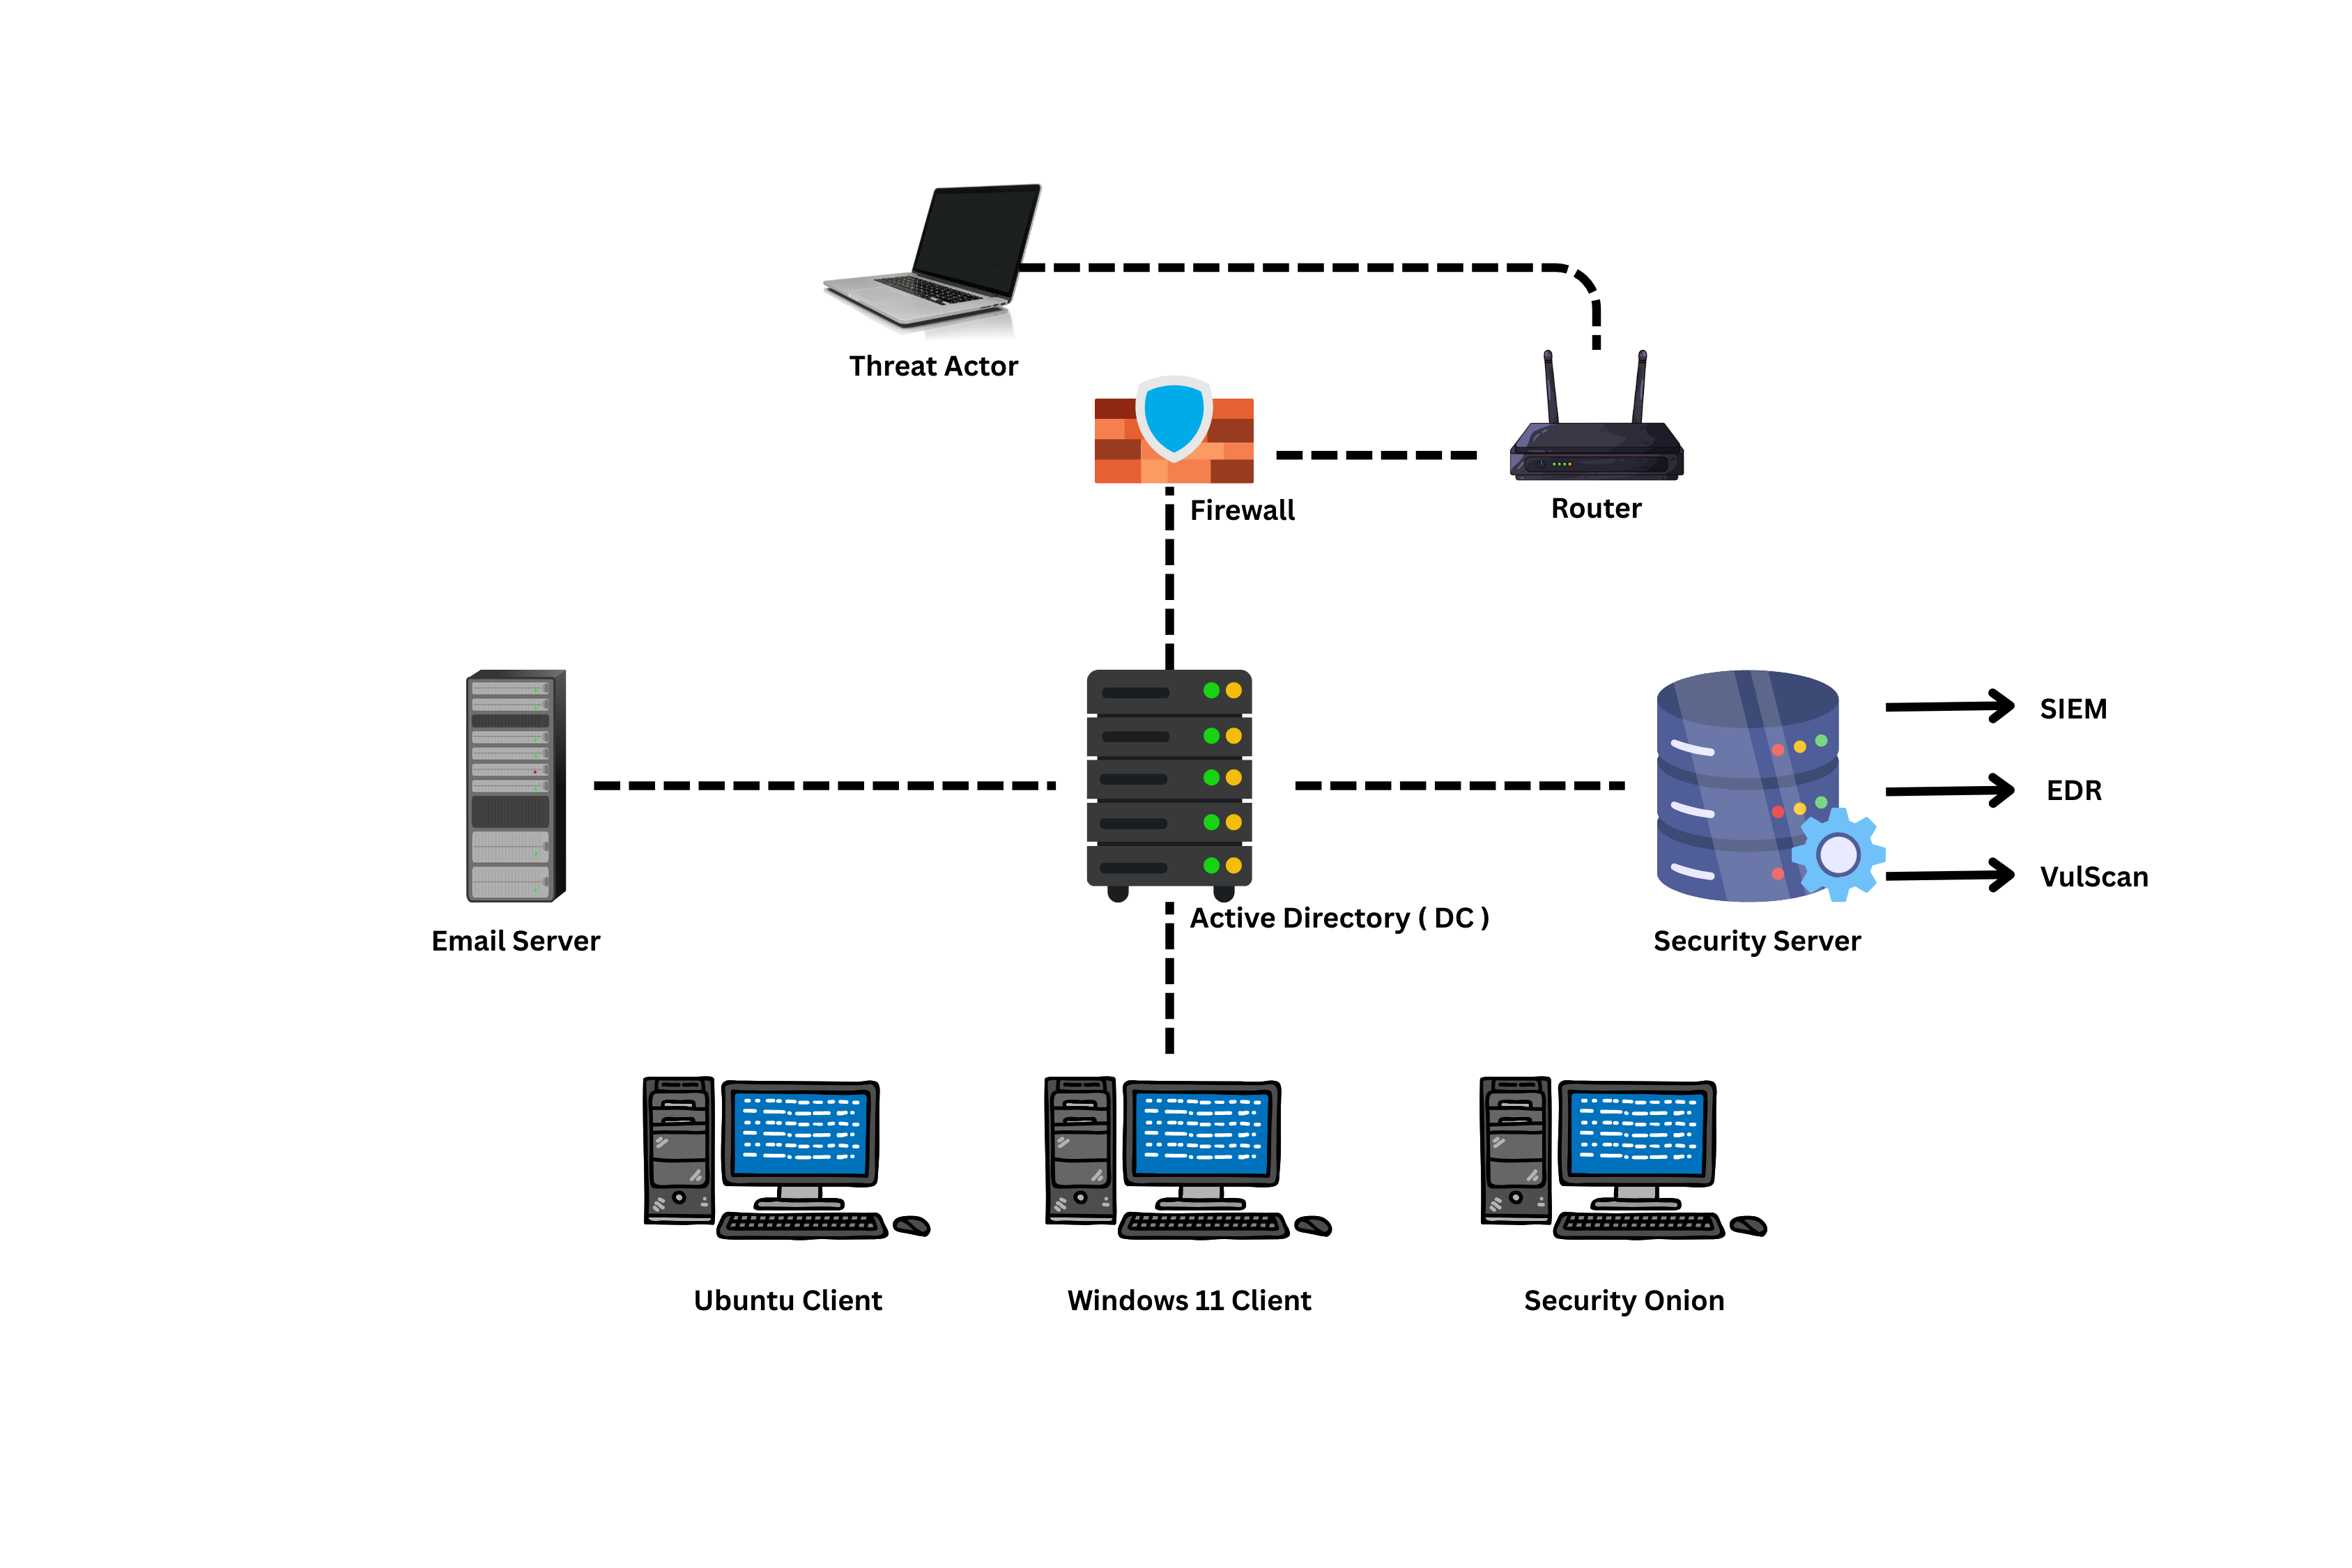 Threat Actor
Firewall
Router
SIEM
EDR
VulScan
Active Directory ( DC )
Email Server
Security Server
Ubuntu Client
Windows 11 Client
Security Onion